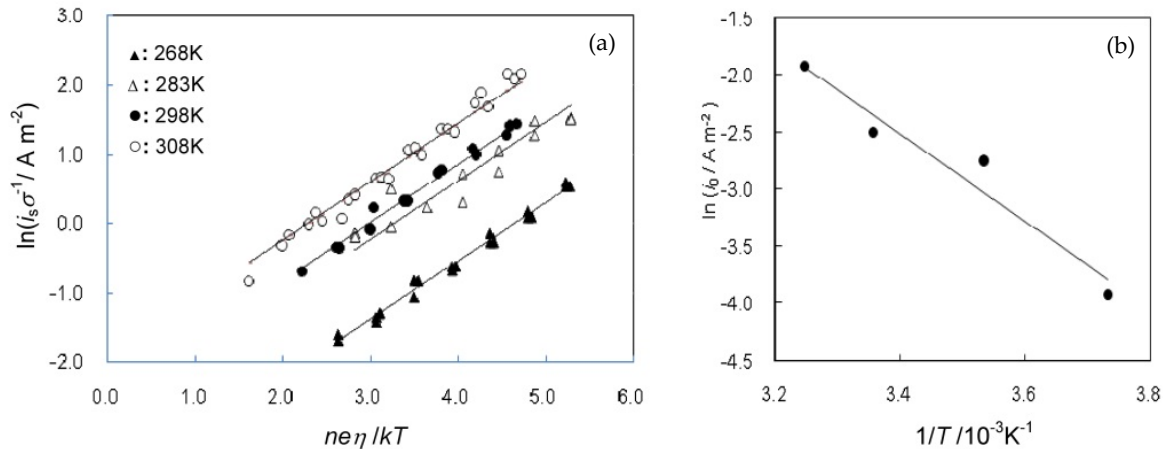 (a)
ln(iₛσ⁻¹/ A m⁻²)
3.0
2.0
1.0
0.0
-1.0
-2.0
▲: 268K
△: 283K
●: 298K
○: 308K
0.0 1.0 2.0 3.0 4.0 5.0 6.0
neη /kT
(b)
ln (i₀ / A m⁻²)
-1.5
-2.0
-2.5
-3.0
-3.5
-4.0
-4.5
3.2 3.4 3.6 3.8
1/T /10⁻³K⁻¹